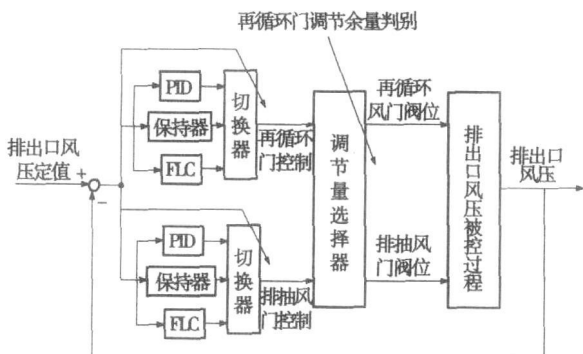 再循环门调节余量判别
PID
保持器
FLC
切换器
再循环
门控制
排出口风
压定值 +
−
PID
保持器
FLC
切换器
排抽风
门控制
调节量选择器
再循环
风门阀位
排抽风
门阀位
排出口风压被控过程
排出口
风压